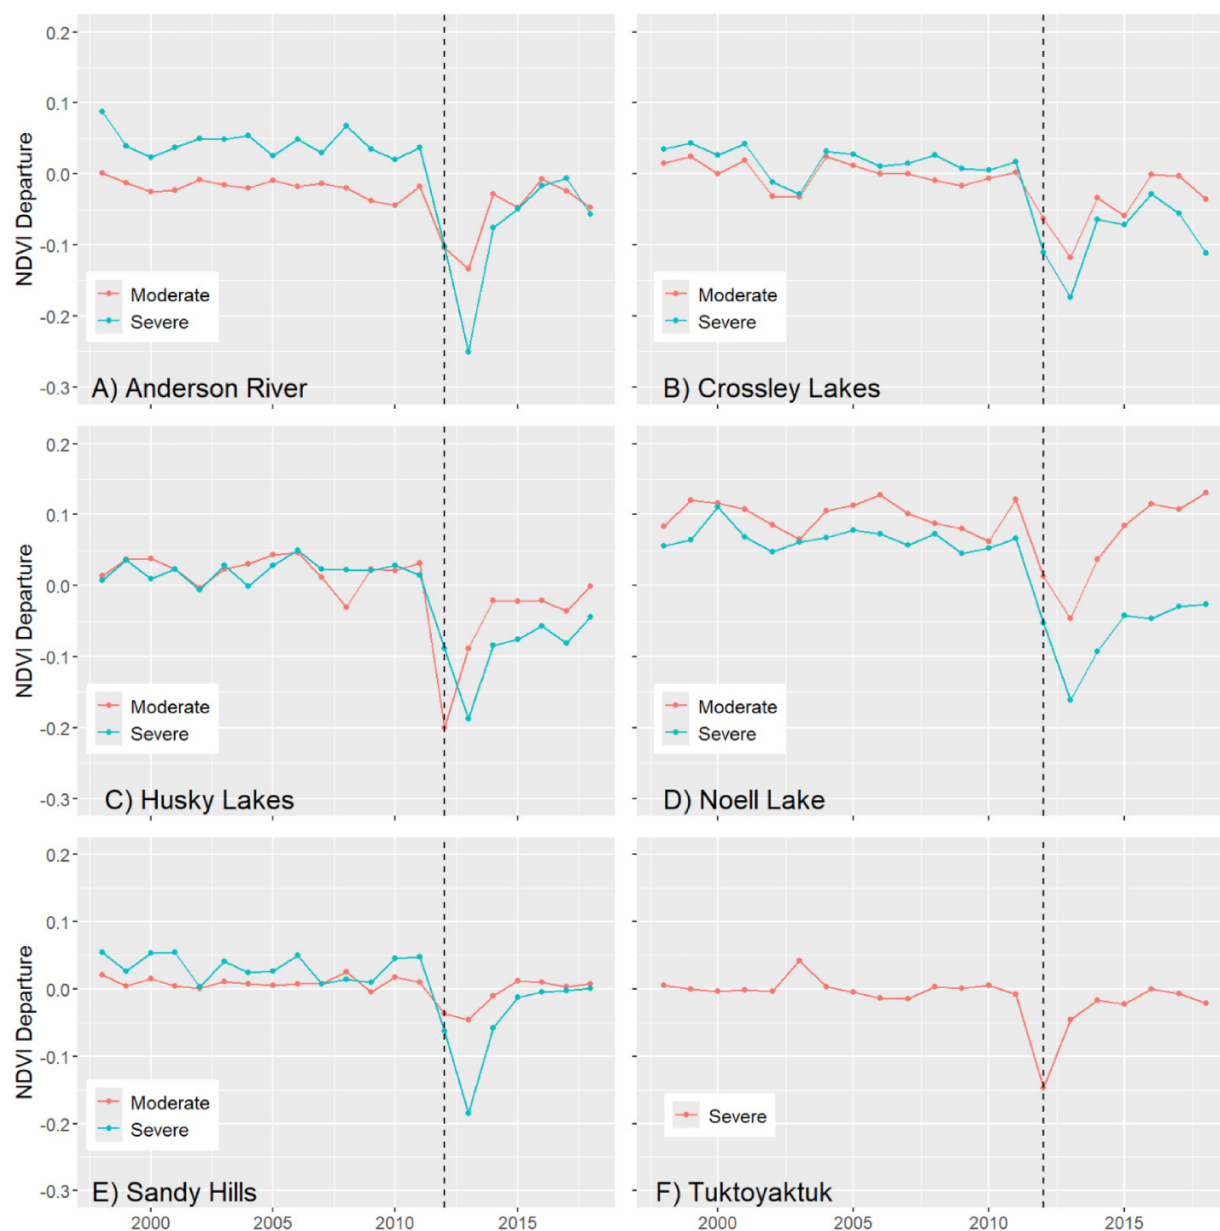 0.2
0.1
0.0
-0.1
-0.2
-0.3
NDVI Departure
Moderate
Severe
A) Anderson River
Moderate
Severe
B) Crossley Lakes
0.2
0.1
0.0
-0.1
-0.2
-0.3
NDVI Departure
Moderate
Severe
C) Husky Lakes
Moderate
Severe
D) Noell Lake
0.2
0.1
0.0
-0.1
-0.2
-0.3
NDVI Departure
Moderate
Severe
E) Sandy Hills
Severe
F) Tuktoyaktuk
2000 2005 2010 2015
2000 2005 2010 2015